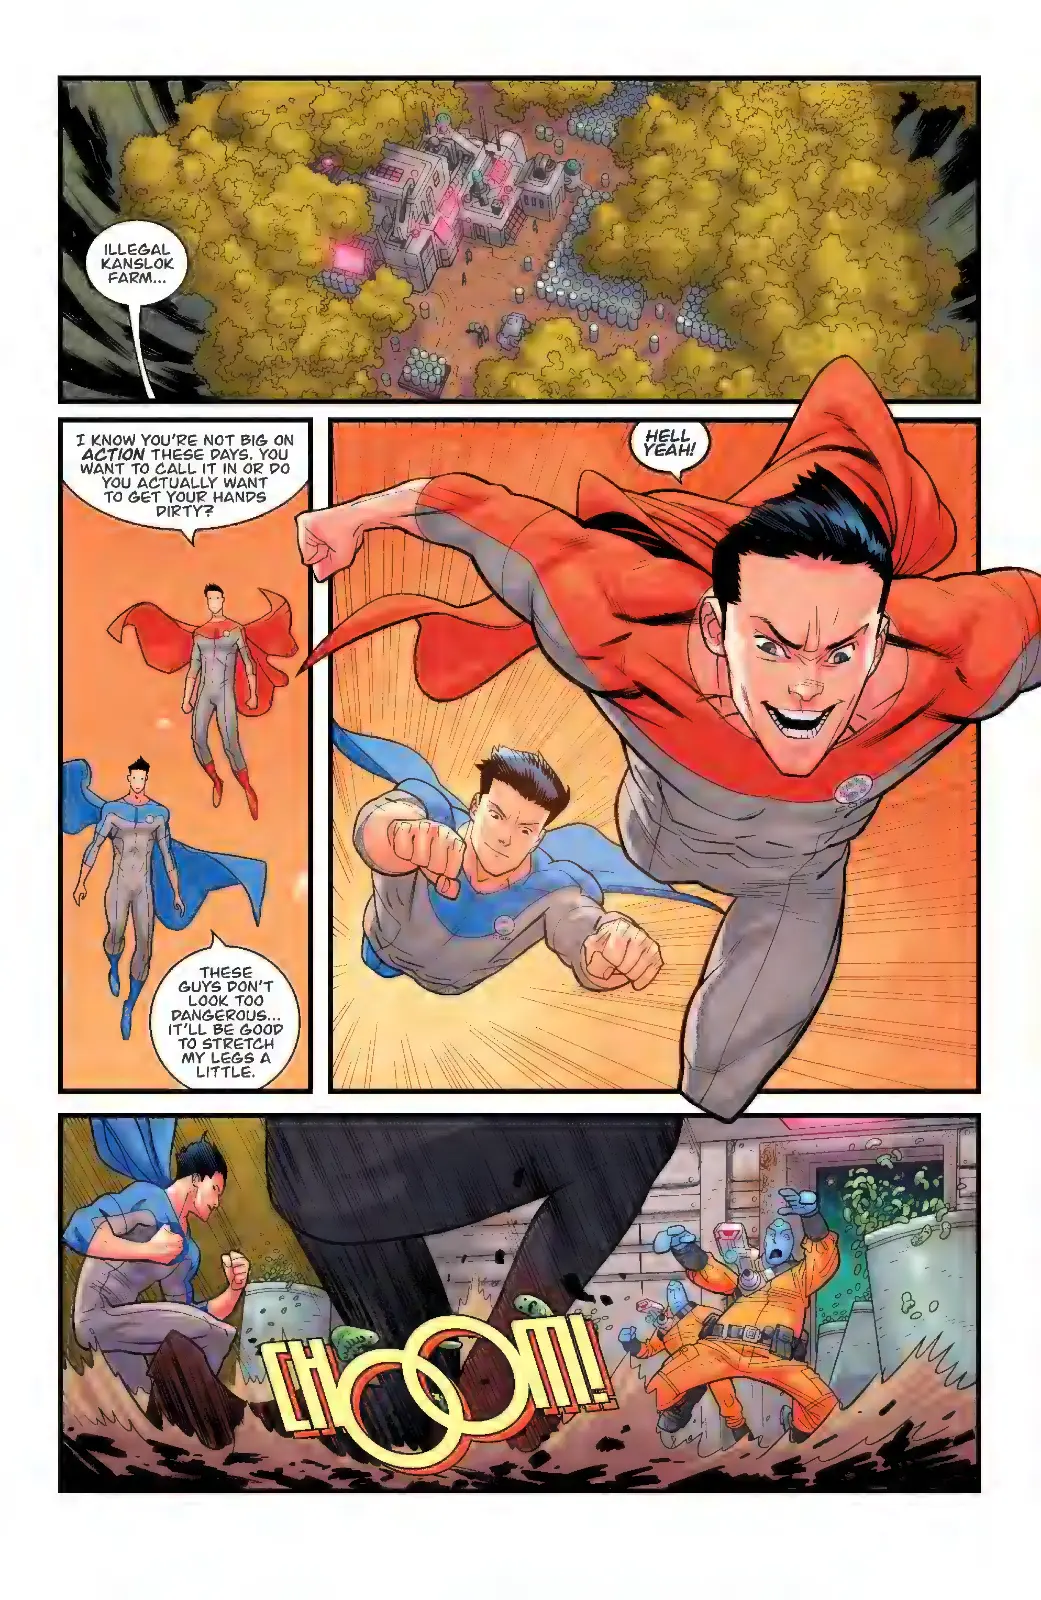 ILLEGAL
KANSLOK
FARM...
I KNOW YOU'RE NOT BIG ON
ACTION THESE DAYS. YOU
WANT TO CALL IT IN OR DO
YOU ACTUALLY WANT
TO GET YOUR HANDS
DIRTY?
THESE
GUYS DON'T
LOOK TOO
DANGEROUS...
IT'LL BE GOOD
TO STRETCH
MY LEGS A
LITTLE.
HELL
YEAH!
CHOOOM!